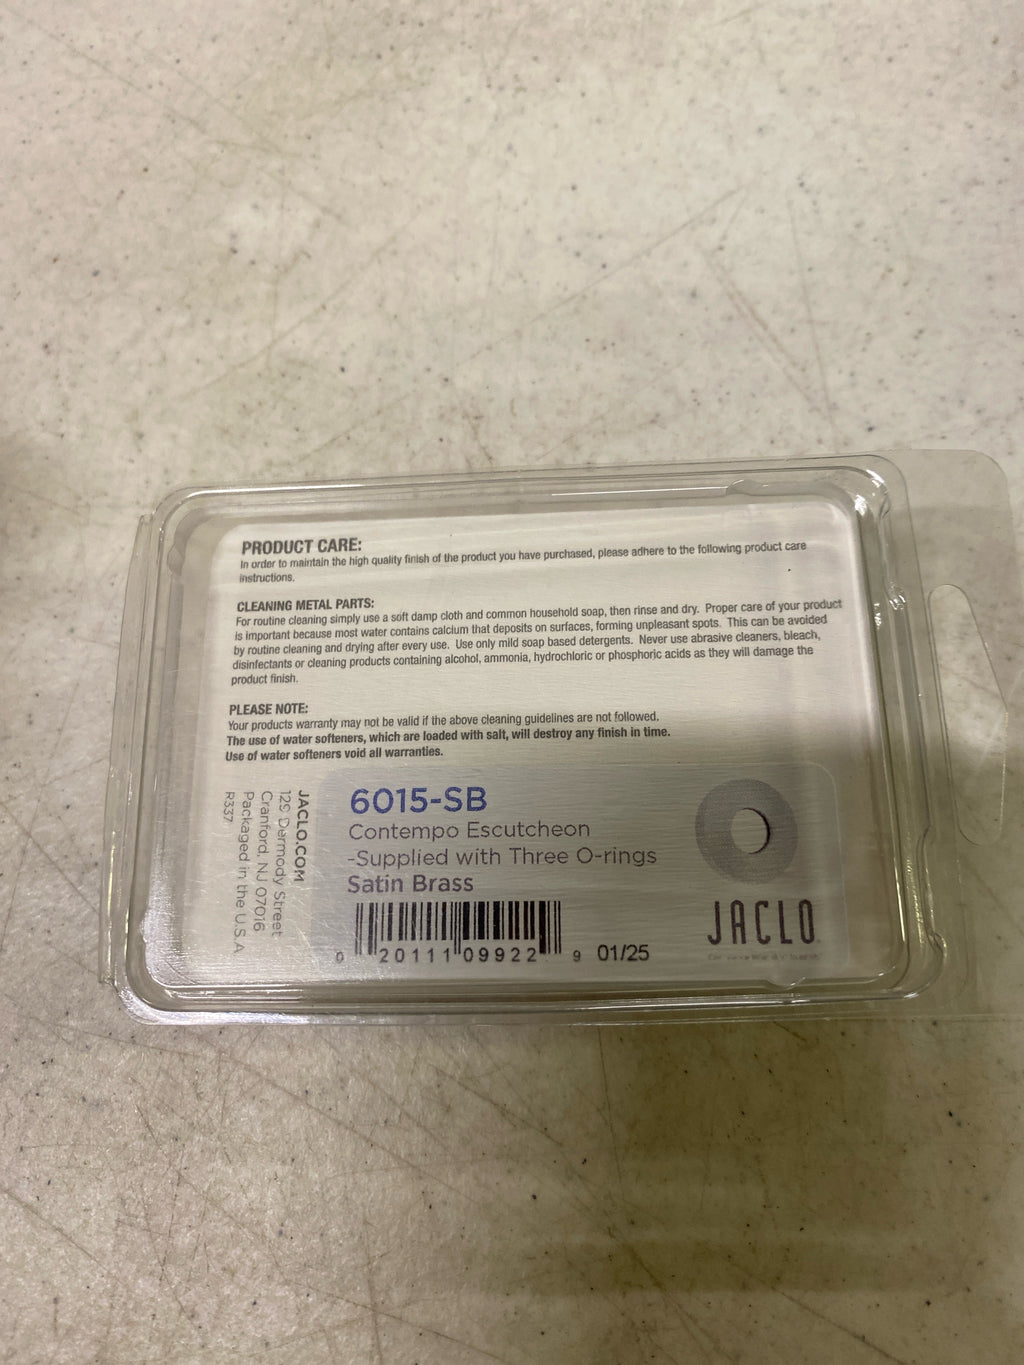 PRODUCT CARE:
In order to maintain the high quality finish of the product you have purchased, please adhere to the following product care
instructions.
CLEANING METAL PARTS:
For routine cleaning simply use a soft damp cloth and common household soap, then rinse and dry. Proper care of your product
is important because most water contains calcium that deposits on surfaces, forming unpleasant spots. This can be avoided
by routine cleaning and drying after every use. Use only mild soap based detergents. Never use abrasive cleaners, bleach,
disinfectants or cleaning products containing alcohol, ammonia, hydrochloric or phosphoric acids as they will damage the
product finish.
PLEASE NOTE:
Your products warranty may not be valid if the above cleaning guidelines are not followed.
The use of water softeners, which are loaded with salt, will destroy any finish in time.
Use of water softeners void all warranties.
JACLO.COM
129 Dermody Street
Cranford, NJ 07016
Packaged in the U.S.A
R337
6015-SB
Contempo Escutcheon
-Supplied with Three O-rings
Satin Brass
0 20111 09922 9 01/25
JACLO